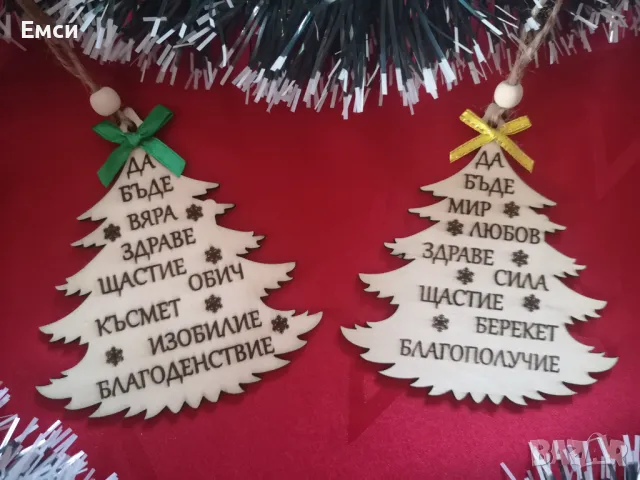 Емси
ДА
БЪДЕ
ВЯРА
ЗДРАВЕ
ЩАСТИЕ ОБИЧ
КЪСМЕТ
ИЗОБИЛИЕ
БЛАГОДЕНСТВИЕ
ДА
БЪДЕ
МИР
ЛЮБОВ
ЗДРАВЕ
СИЛА
ЩАСТИЕ
БЕРЕКЕТ
БЛАГОПОЛУЧИЕ